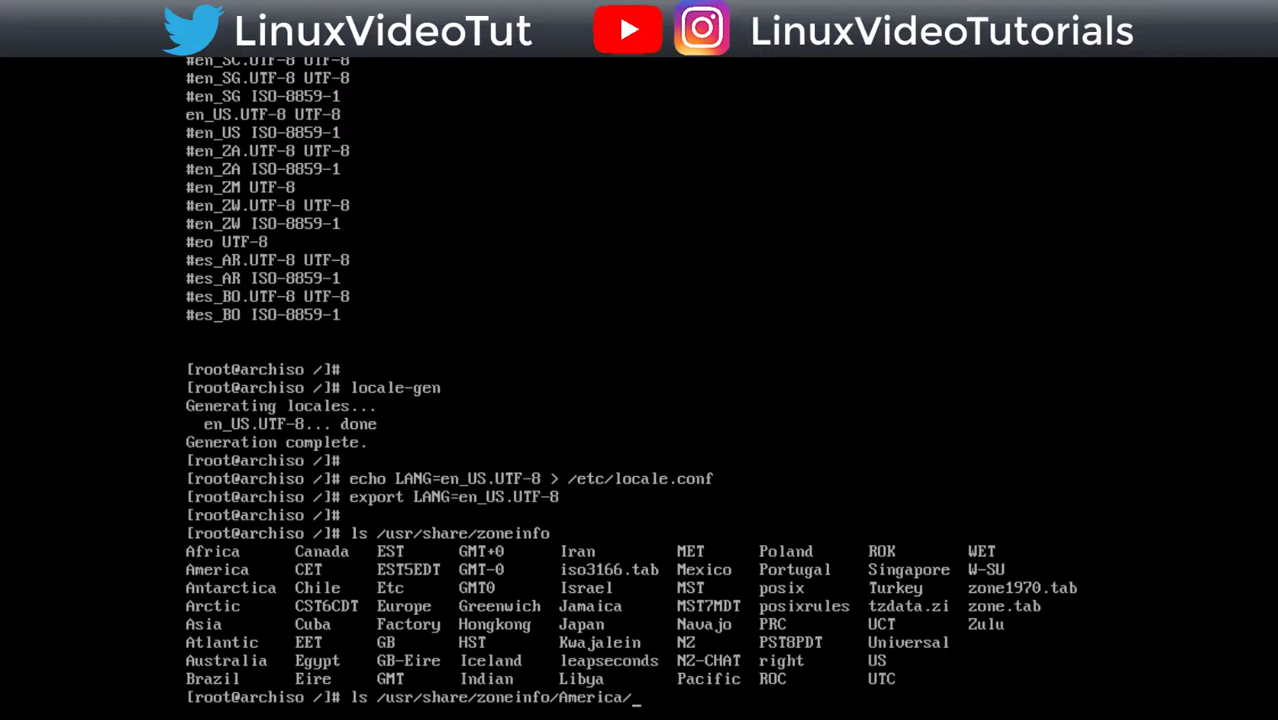 LinuxVideoTut LinuxVideoTutorials
#en_SC.UTF-8 UTF-8
#en_SG.UTF-8 UTF-8
#en_SG ISO-8859-1
en_US.UTF-8 UTF-8
#en_US ISO-8859-1
#en_ZA.UTF-8 UTF-8
#en_ZA ISO-8859-1
#en_ZM UTF-8
#en_ZW.UTF-8 UTF-8
#en_ZW ISO-8859-1
#eo UTF-8
#es_AR.UTF-8 UTF-8
#es_AR ISO-8859-1
#es_BO.UTF-8 UTF-8
#es_BO ISO-8859-1
[root@archiso /]#
[root@archiso /]# locale-gen
Generating locales...
en_US.UTF-8... done
Generation complete.
[root@archiso /]#
[root@archiso /]# echo LANG=en_US.UTF-8 > /etc/locale.conf
[root@archiso /]# export LANG=en_US.UTF-8
[root@archiso /]#
[root@archiso /]# ls /usr/share/zoneinfo
Africa Canada EST GMT+0 Iran MET Poland ROK WET
America CET EST5EDT GMT-0 iso3166.tab Mexico Portugal Singapore W-SU
Antarctica Chile Etc GMT0 Israel MST posix Turkey zone1970.tab
Arctic CST6CDT Europe Greenwich Jamaica MST7MDT posixrules tzdata.zi zone.tab
Asia Cuba Factory Hongkong Japan Navajo PRC UCT Zulu
Atlantic EET GB HST Kwajalein NZ PST8PDT Universal
Australia Egypt GB-Eire Iceland leapseconds NZ-CHAT right US
Brazil Eire GMT Indian Libya Pacific ROC UTC
[root@archiso /]# ls /usr/share/zoneinfo/America/_